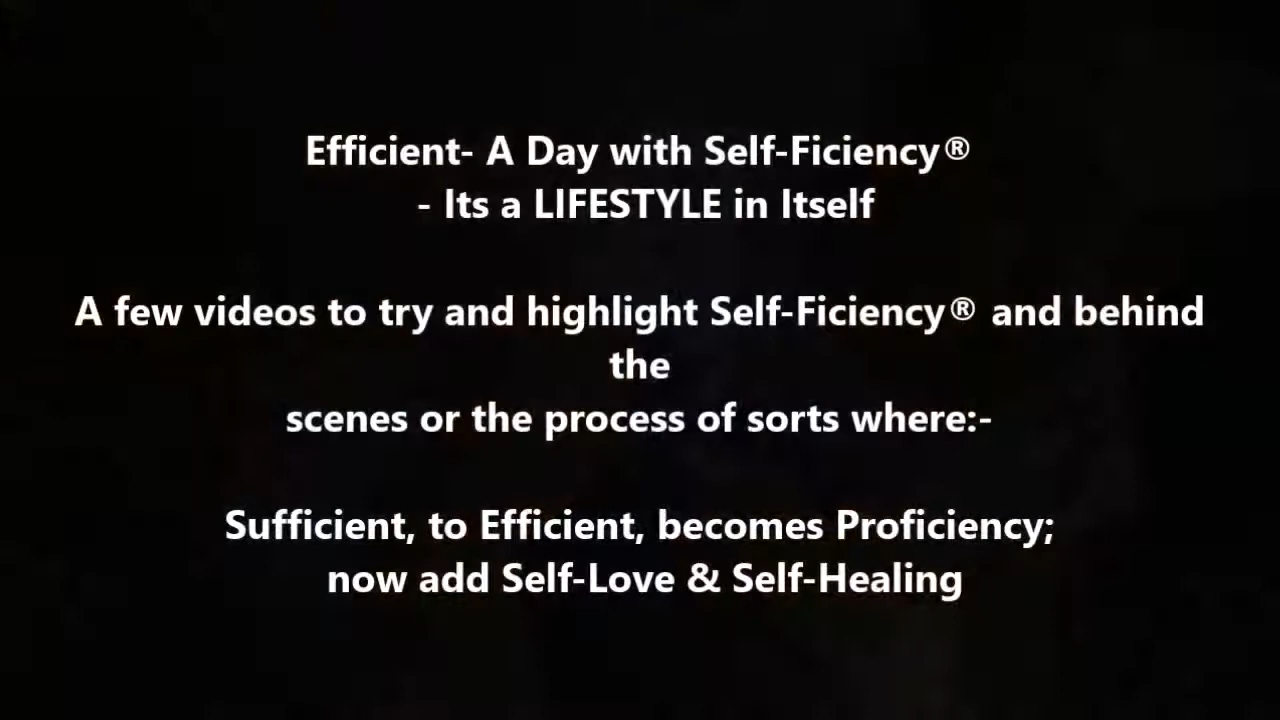 Efficient- A Day with Self-Ficiency®
- Its a LIFESTYLE in Itself
A few videos to try and highlight Self-Ficiency® and behind
the
scenes or the process of sorts where:-
Sufficient, to Efficient, becomes Proficiency;
now add Self-Love & Self-Healing